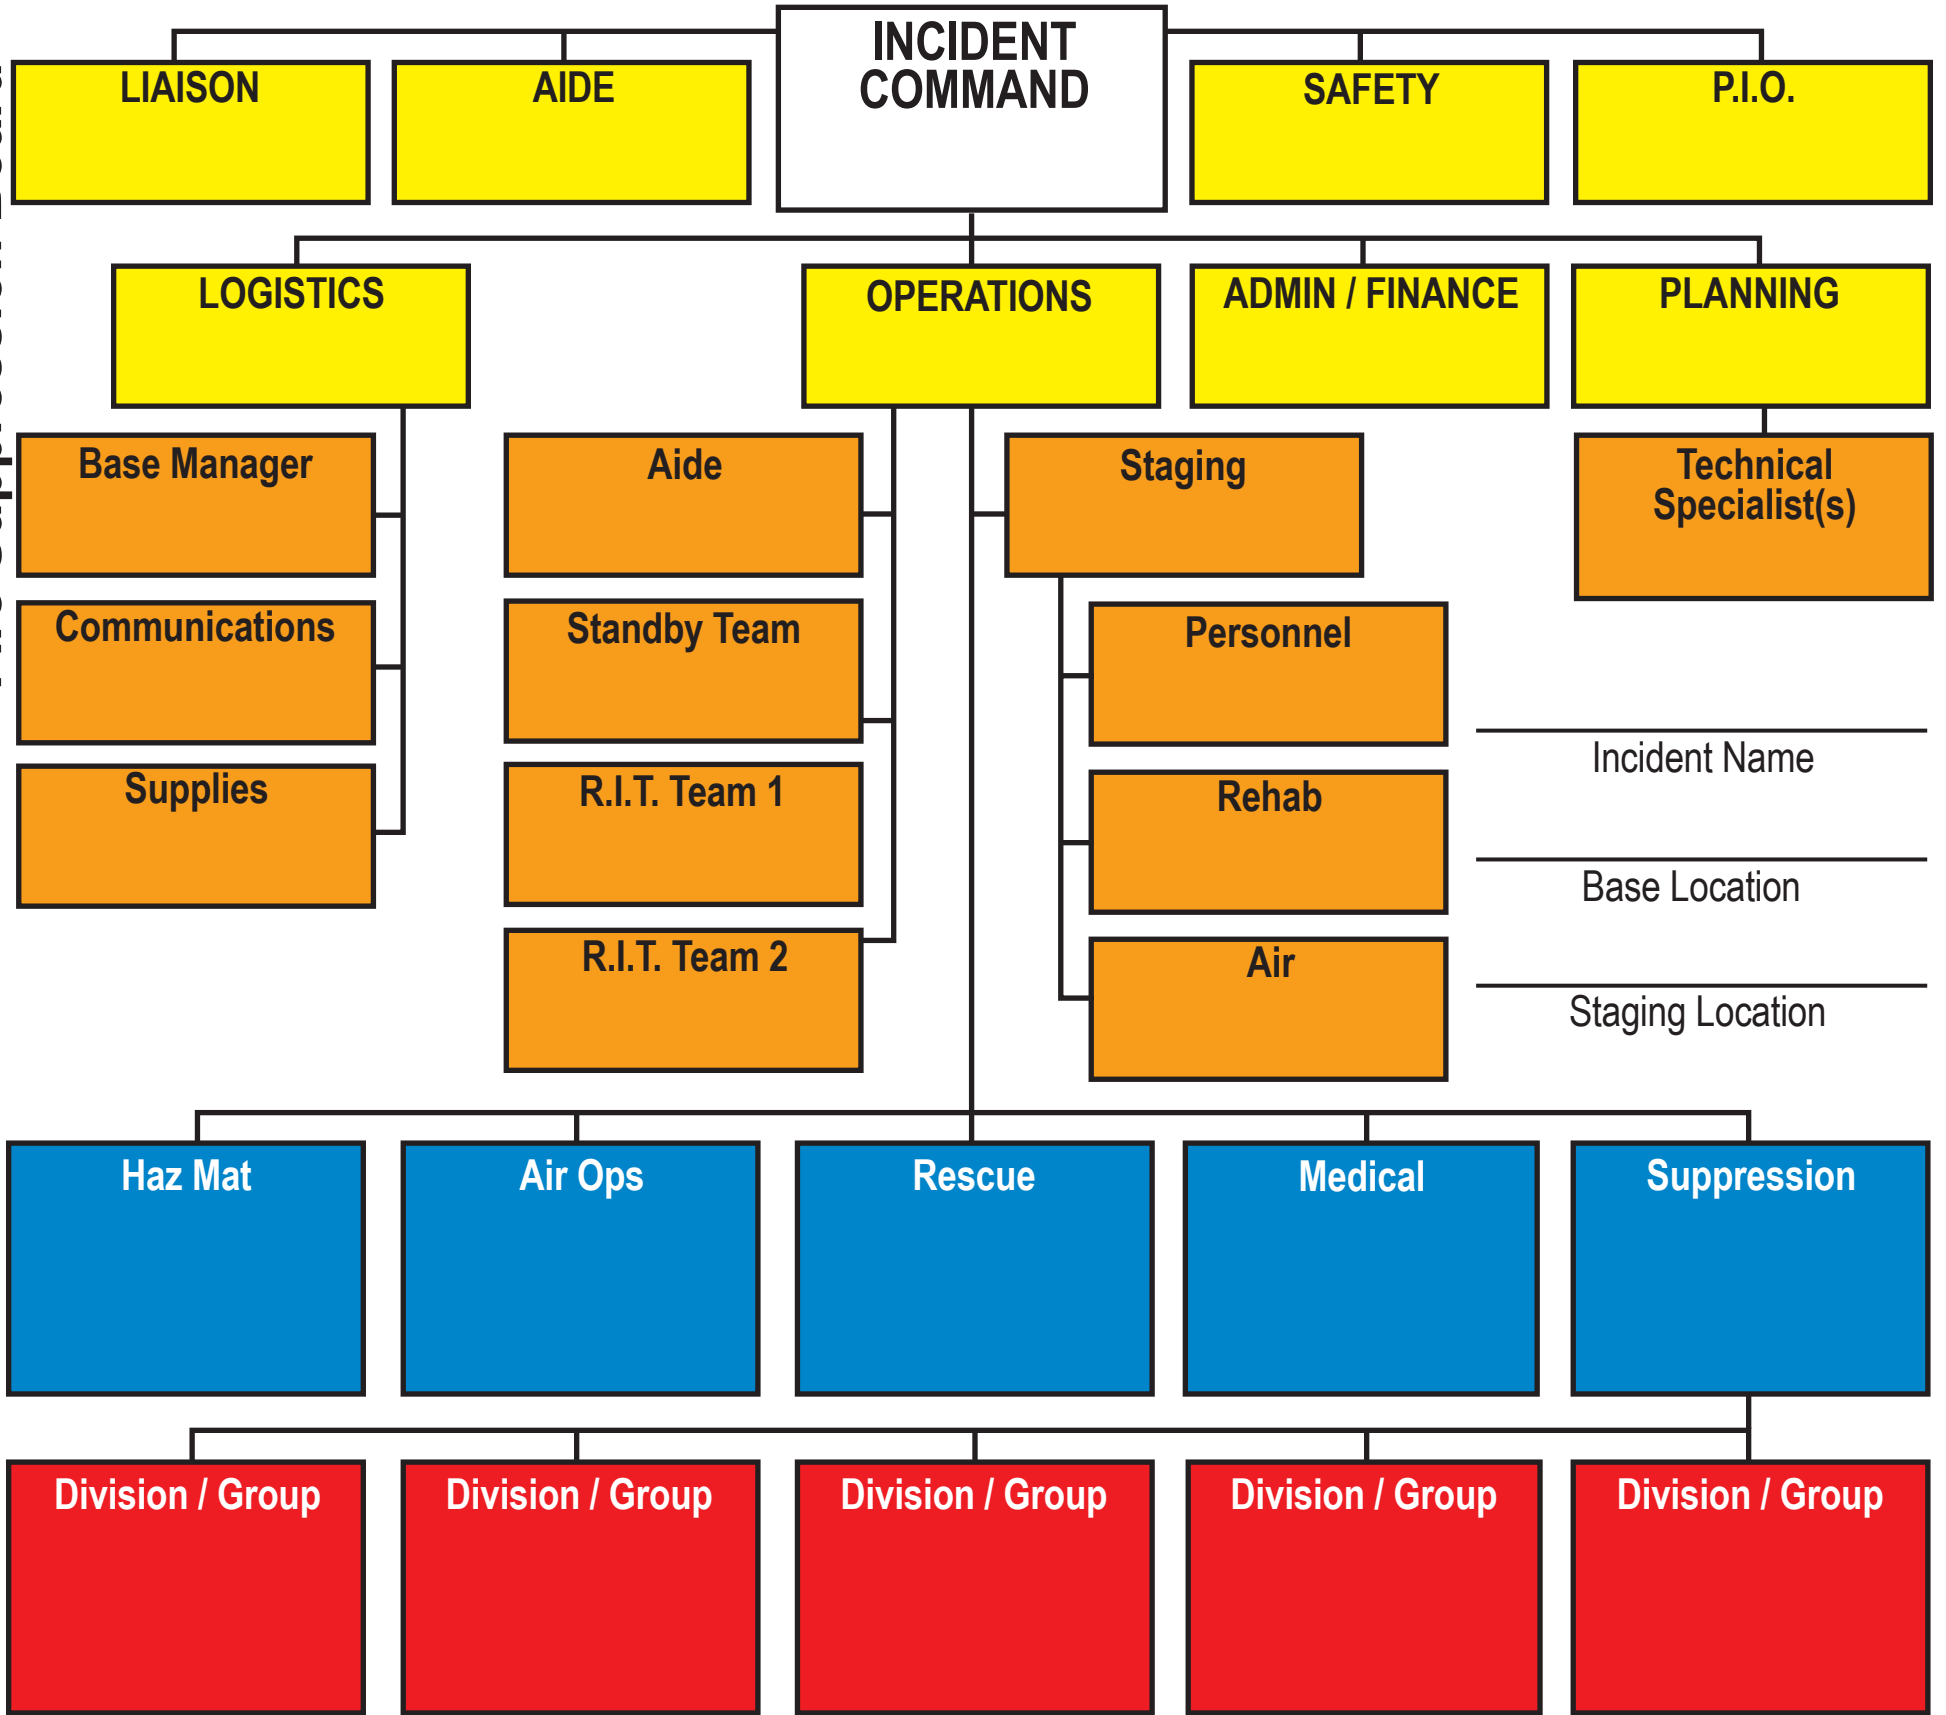 INCIDENT
COMMAND
LIAISON
AIDE
SAFETY
P.I.O.
LOGISTICS
OPERATIONS
ADMIN / FINANCE
PLANNING
Base Manager
Aide
Staging
Technical
Specialist(s)
Communications
Standby Team
Personnel
Incident Name
Supplies
R.I.T. Team 1
Rehab
Base Location
R.I.T. Team 2
Air
Staging Location
Haz Mat
Air Ops
Rescue
Medical
Suppression
Division / Group
Division / Group
Division / Group
Division / Group
Division / Group